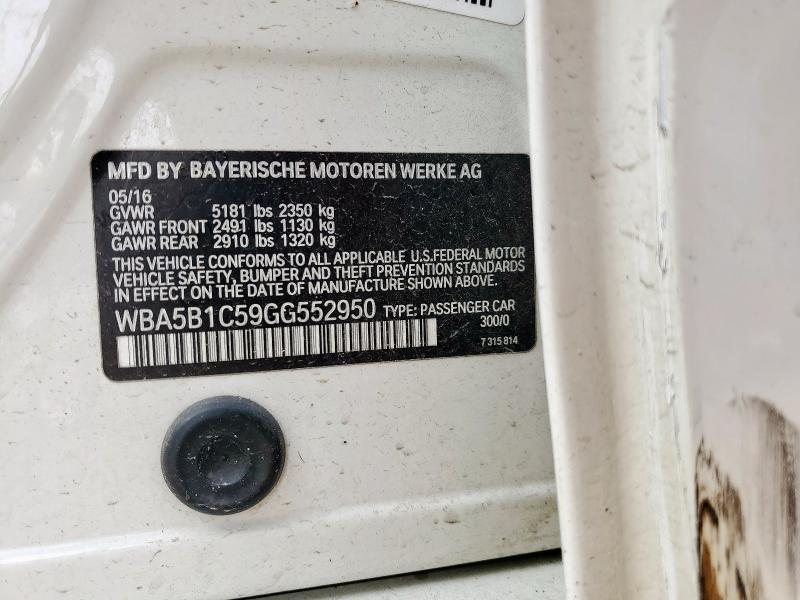 MFD BY BAYERISCHE MOTOREN WERKE AG
05/16
GVWR 5181 lbs 2350 kg
GAWR FRONT 2491 lbs 1130 kg
GAWR REAR 2910 lbs 1320 kg
THIS VEHICLE CONFORMS TO ALL APPLICABLE U.S.FEDERAL MOTOR
VEHICLE SAFETY, BUMPER AND THEFT PREVENTION STANDARDS
IN EFFECT ON THE DATE OF MANUFACTURE SHOWN ABOVE.
WBA5B1C59GG552950 TYPE: PASSENGER CAR
300/0
7 315 814